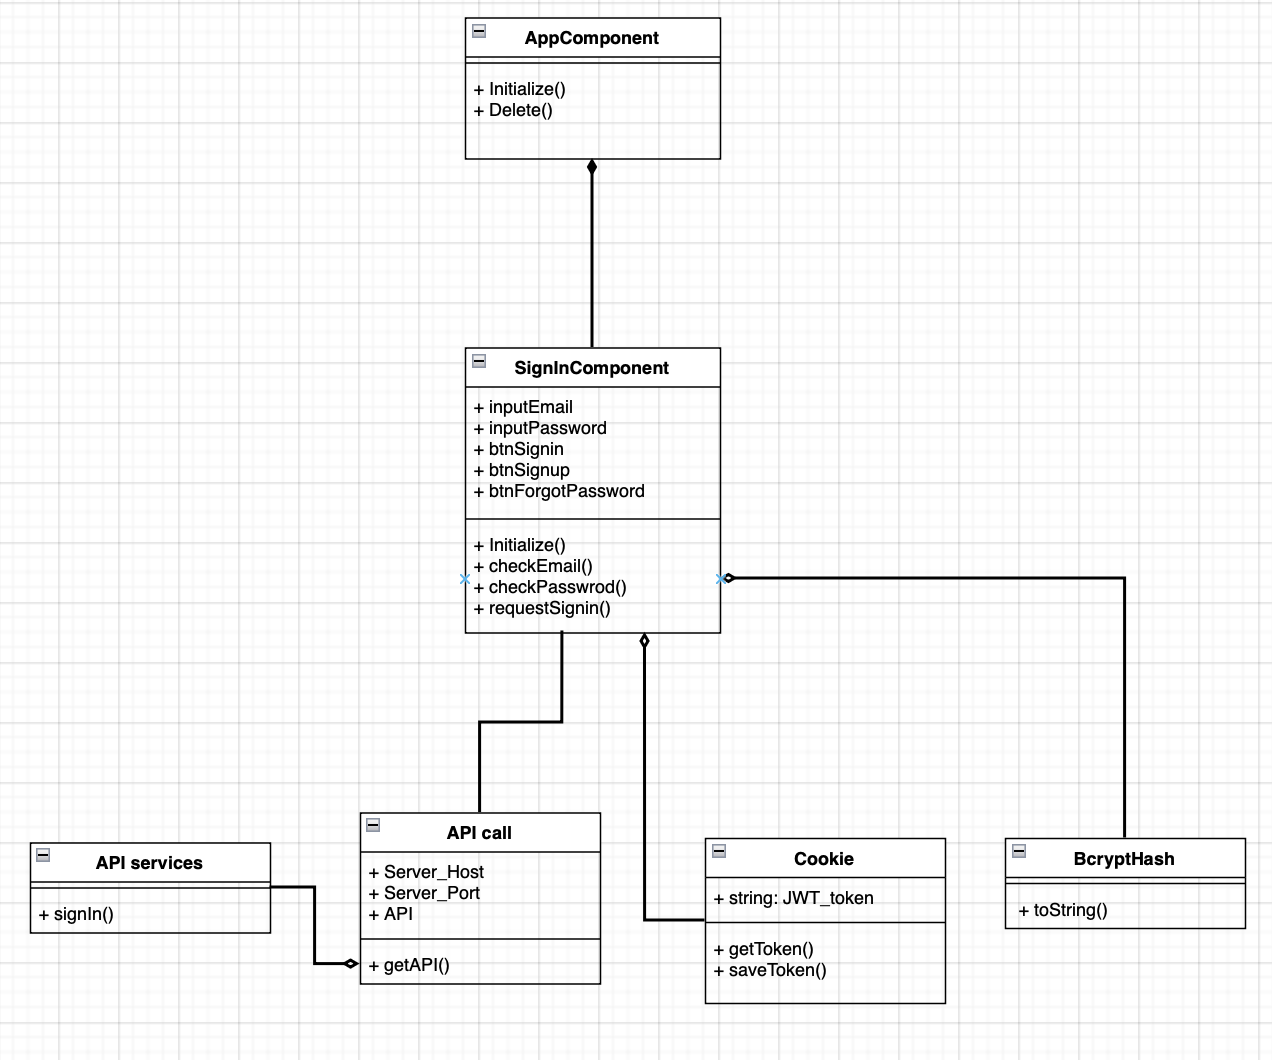 AppComponent
+ Initialize()
+ Delete()
SignInComponent
+ inputEmail
+ inputPassword
+ btnSignin
+ btnSignup
+ btnForgotPassword
+ Initialize()
+ checkEmail()
+ checkPasswrod()
+ requestSignin()
API services
+ signIn()
API call
+ Server_Host
+ Server_Port
+ API
+ getAPI()
Cookie
+ string: JWT_token
+ getToken()
+ saveToken()
BcryptHash
+ toString()